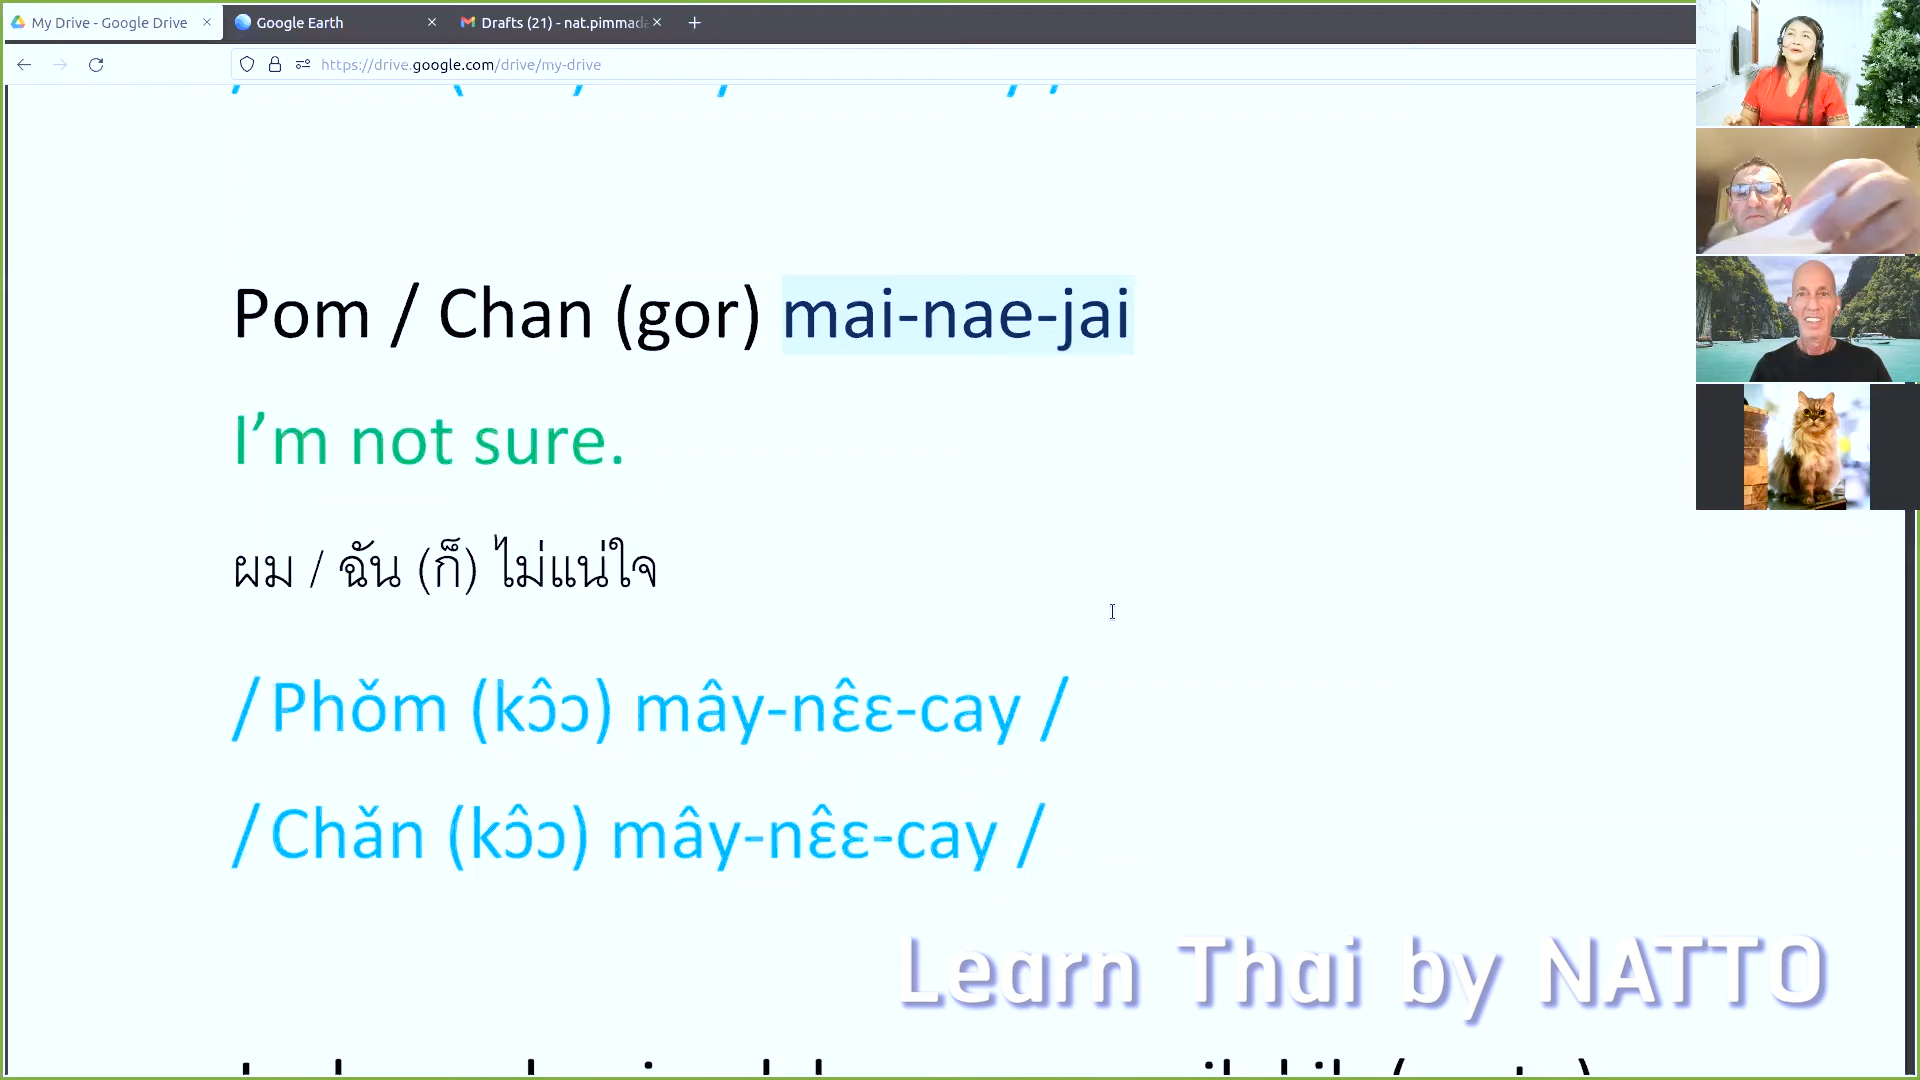 My Drive - Google Drive
Google Earth
Drafts (21) - nat.pimmad
https://drive.google.com/drive/my-drive
Pom / Chan (gor) mai-nae-jai
I'm not sure.
ผม / ฉัน (ก็) ไม่แน่ใจ
/ Phǒm (kɔ̂ɔ) mây-nɛ̂ɛ-cay /
/ Chǎn (kɔ̂ɔ) mây-nɛ̂ɛ-cay /
Learn Thai by NATTO